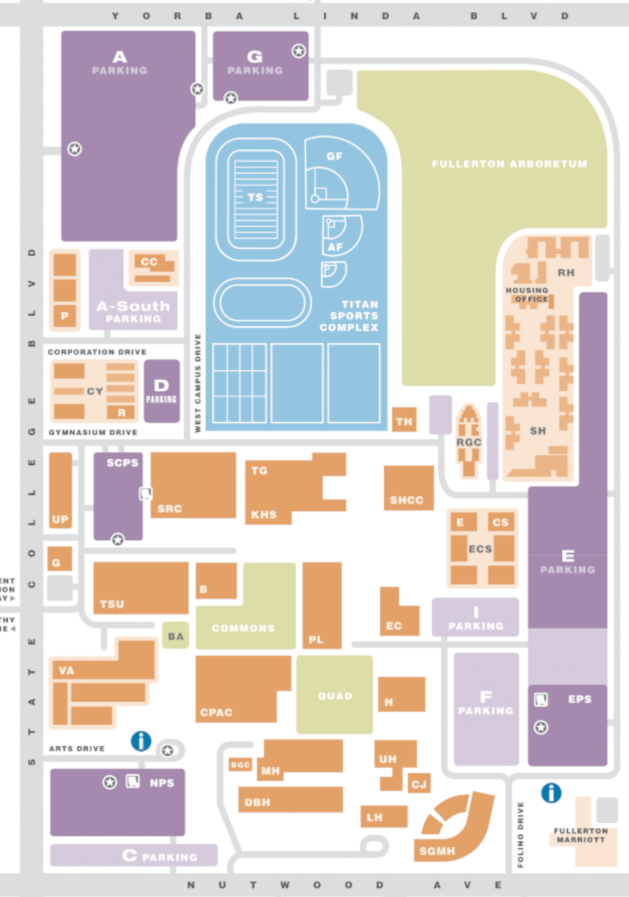 YORBA LINDA BLVD
A
PARKING
G
PARKING
FULLERTON ARBORETUM
GF
TS
AF
TITAN
SPORTS
COMPLEX
RH
HOUSING
OFFICE
SH
CC
P
A-South
PARKING
CORPORATION DRIVE
CY
R
D
PARKING
WEST CAMPUS DRIVE
GYMNASIUM DRIVE
TH
RGC
STATE COLLEGE BLVD
UP
SCPS
SRC
TG
KHS
SHCC
E
CS
ECS
E
PARKING
G
ENT
ION
AY
THY
E
TSU
B
BA
COMMONS
PL
EC
I
PARKING
VA
CPAC
QUAD
H
F
PARKING
EPS
ARTS DRIVE
i
NPS
C PARKING
BGC
MH
DBH
UH
CJ
LH
SGMH
FOLINO DRIVE
i
FULLERTON
MARRIOTT
NUTWOOD AVE